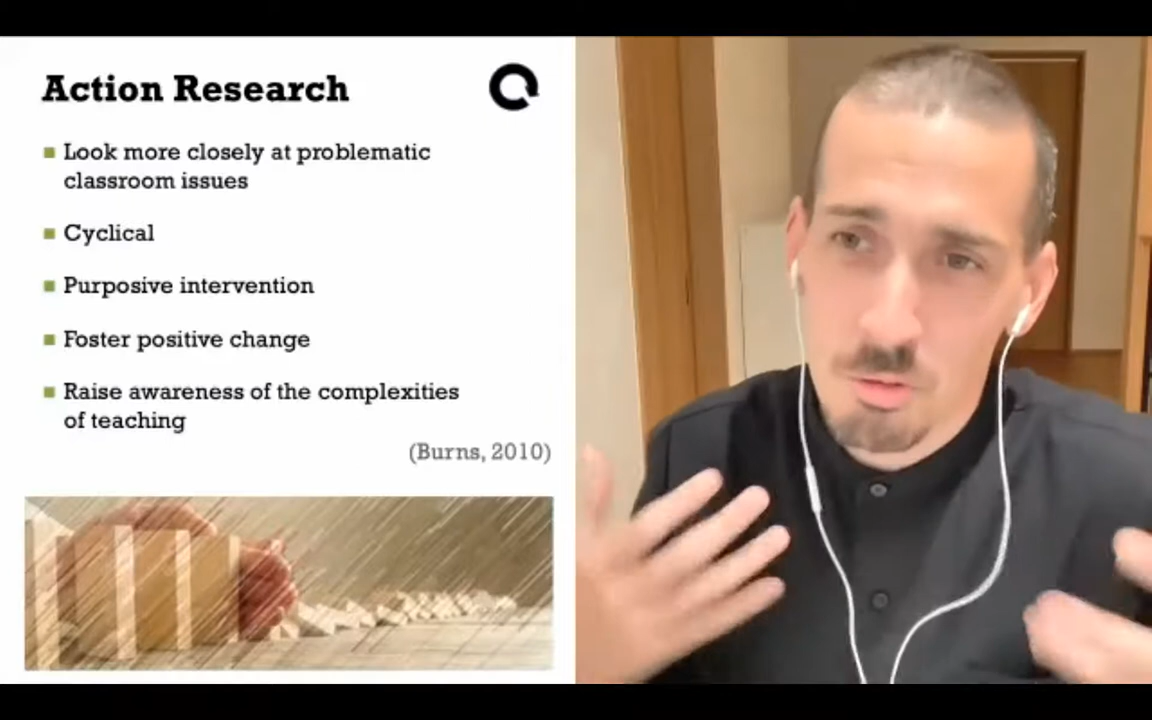 Action Research
Look more closely at problematic
classroom issues
Cyclical
Purposive intervention
Foster positive change
Raise awareness of the complexities
of teaching
(Burns, 2010)